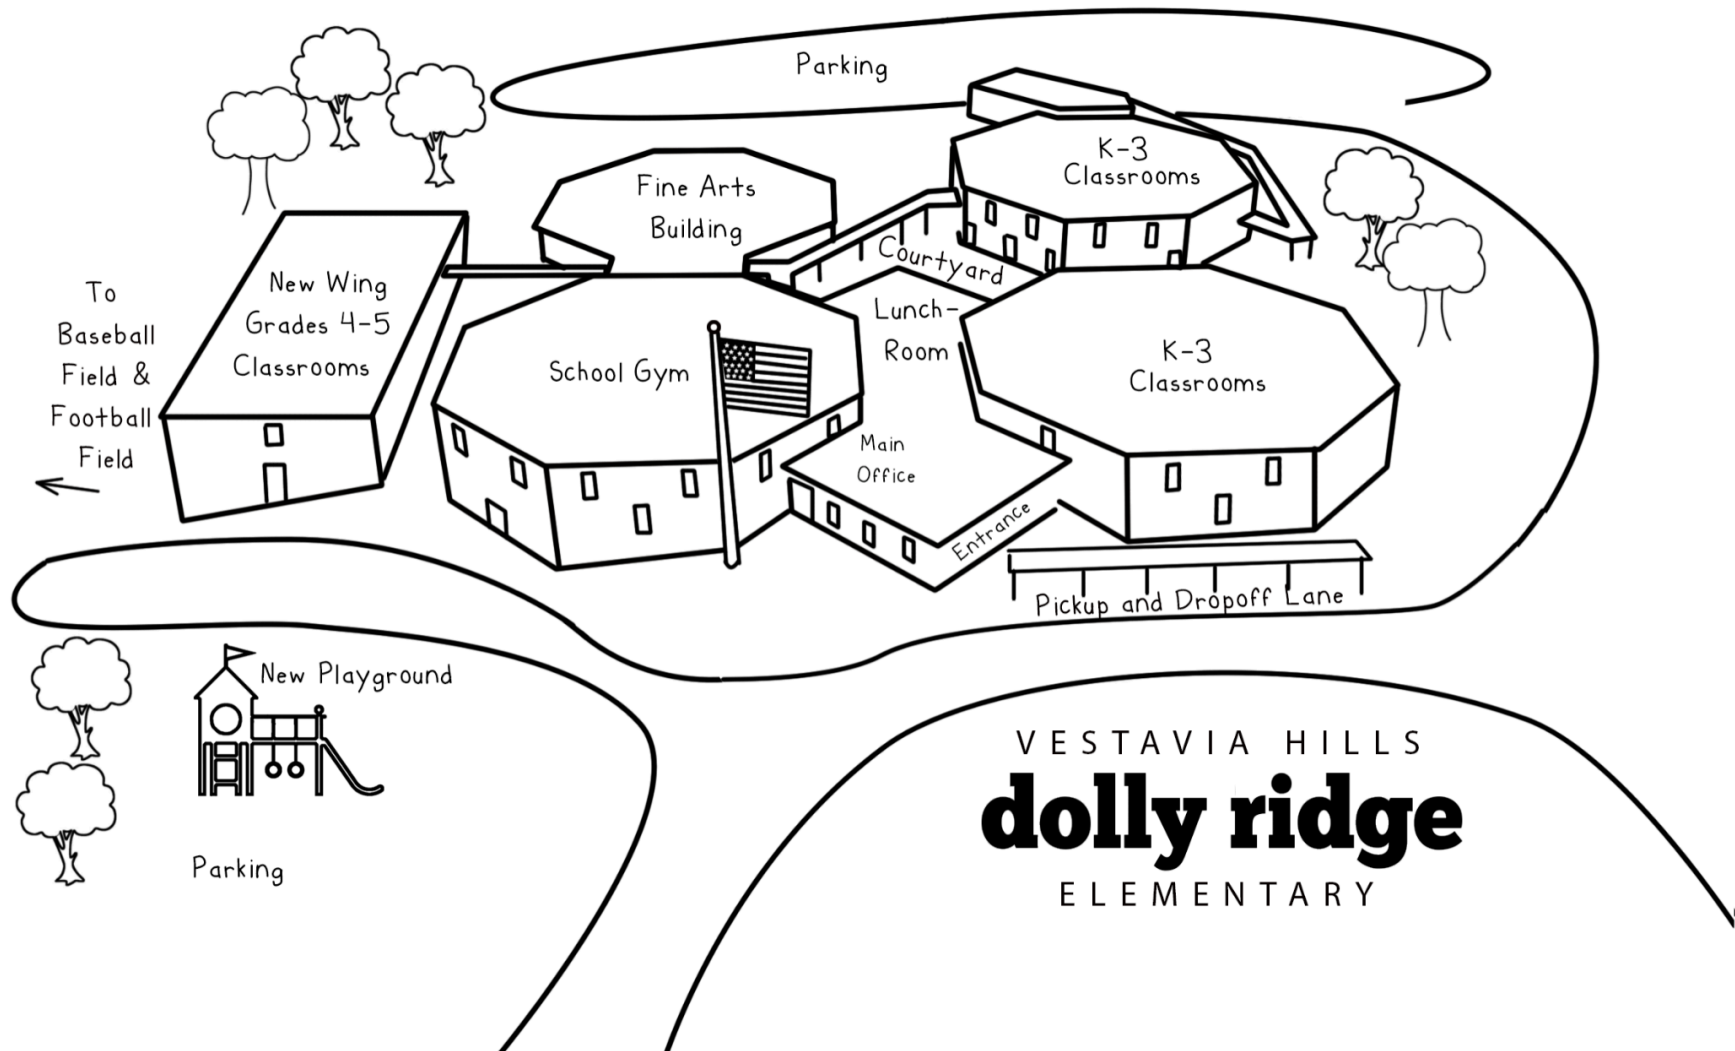 Parking
K-3
Classrooms
Fine Arts
Building
Courtyard
New Wing
Grades 4-5
Classrooms
To
Baseball
Field &
Football
Field
School Gym
Lunch-
Room
K-3
Classrooms
Main
Office
Entrance
Pickup and Dropoff Lane
New Playground
Parking
VESTAVIA HILLS
dolly ridge
ELEMENTARY